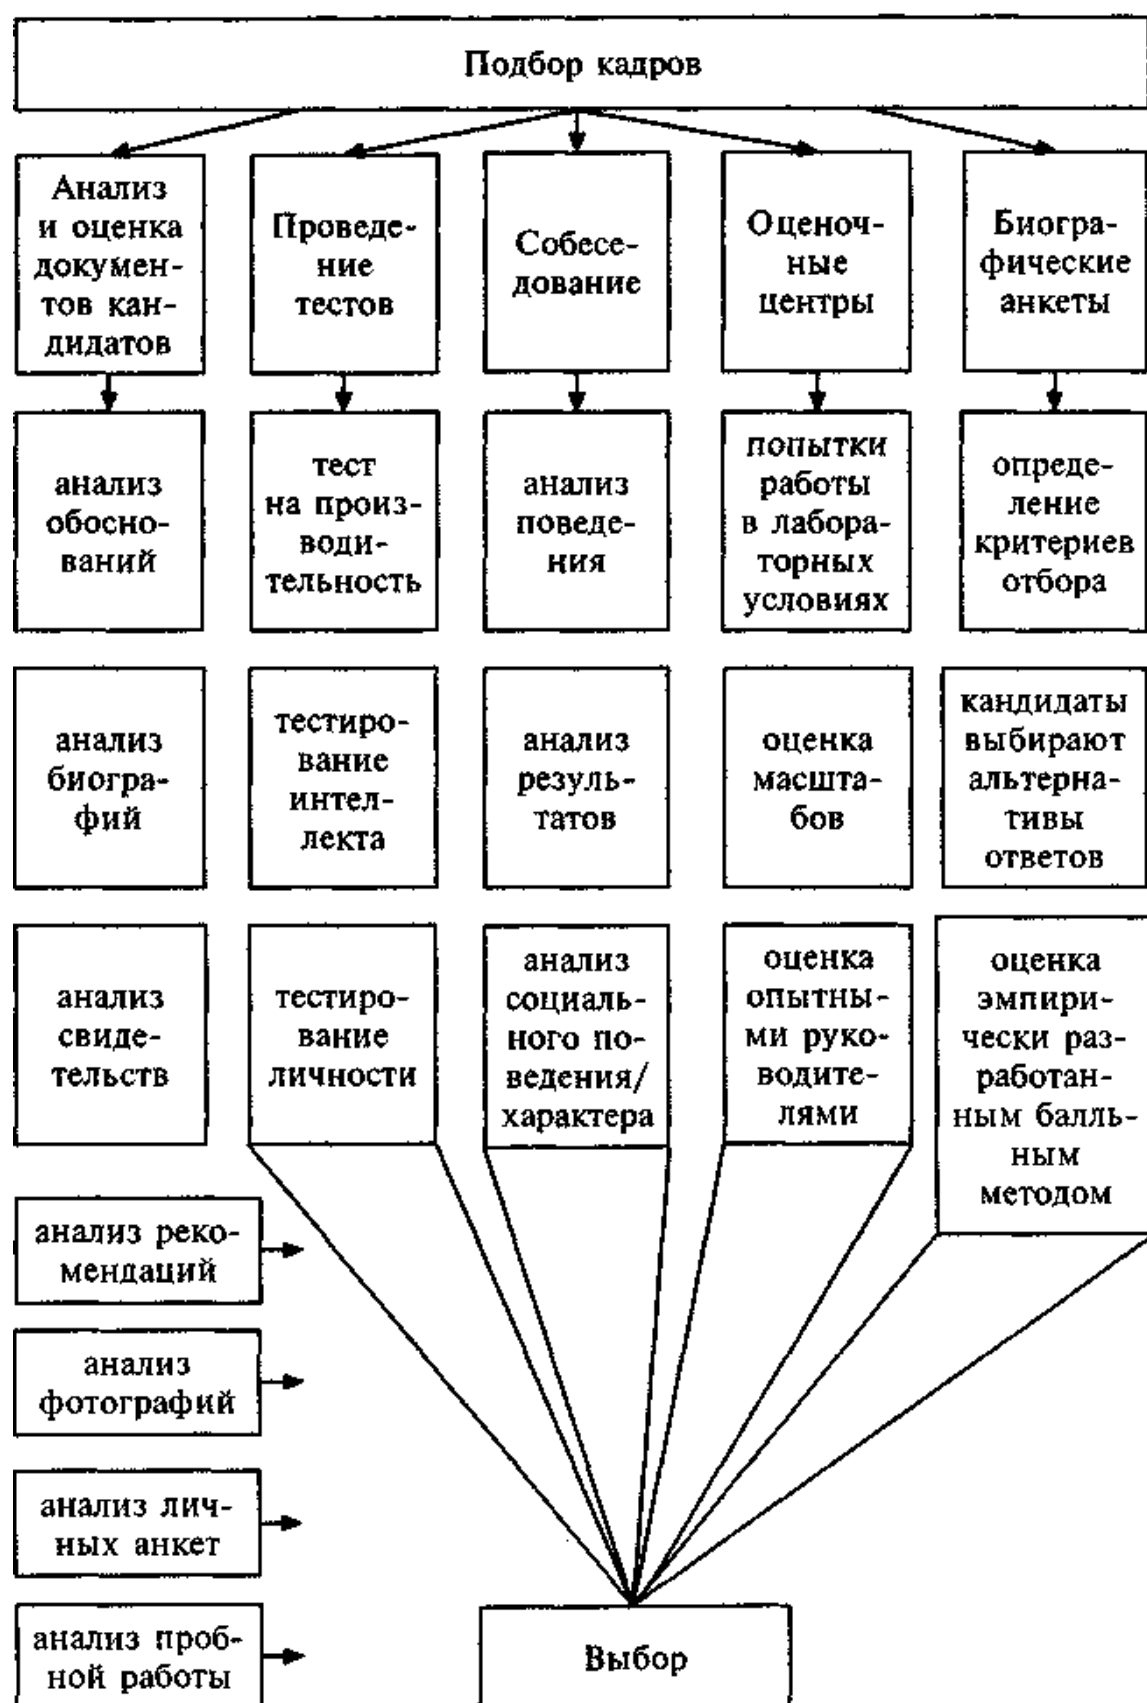 Подбор кадров
Анализ
и оценка
докумен-
тов кан-
дидатов
Проведе-
ние
тестов
Собесе-
дование
Оценоч-
ные
центры
Биогра-
фические
анкеты
анализ
обосно-
ваний
тест
на произ-
води-
тельность
анализ
поведе-
ния
попытки
работы
в лабора-
торных
условиях
опреде-
ление
критериев
отбора
анализ
биогра-
фий
тестиро-
вание
интел-
лекта
анализ
резуль-
татов
оценка
масшта-
бов
кандидаты
выбирают
альтерна-
тивы
ответов
анализ
свиде-
тельств
тестиро-
вание
личности
анализ
социаль-
ного по-
ведения/
характера
оценка
опытны-
ми руко-
водите-
лями
оценка
эмпири-
чески раз-
работан-
ным балль-
ным
методом
анализ реко-
мендаций
анализ
фотографий
анализ лич-
ных анкет
анализ проб-
ной работы
Выбор